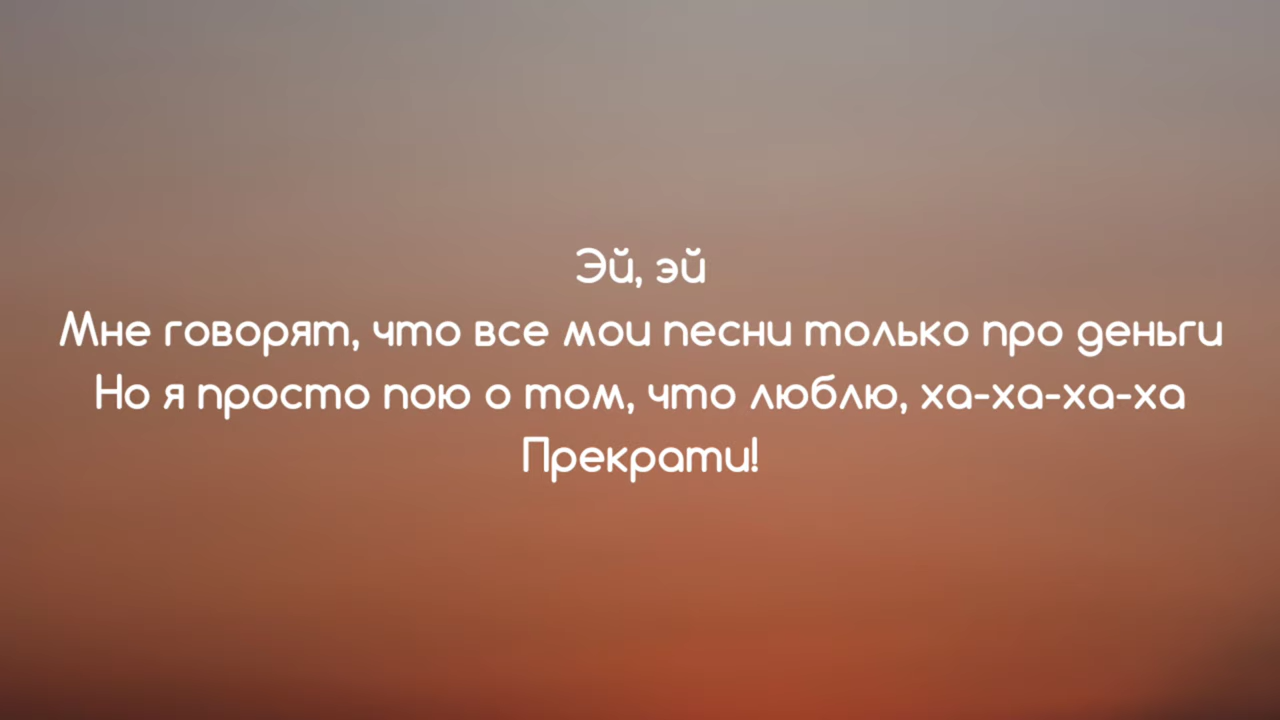 Эй, эй
Мне говорят, что все мои песни только про деньги
Но я просто пою о том, что люблю, ха-ха-ха-ха
Прекрати!